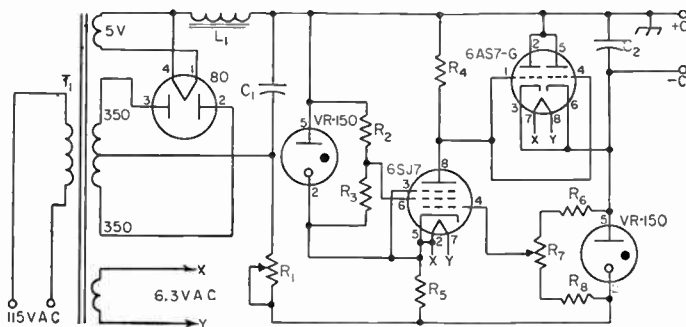 5V
L₁
T₁
4
1
80
3
2
350
350
115VAC
X
6.3VAC
Y
C₁
R₁
VR-150
5
2
R₂
R₃
R₄
6SJ7
8
3
6
4
5
2
7
X
Y
R₅
6AS7-G
2
5
1
4
3
6
7
8
X
Y
C₂
+C
-C
R₆
R₇
R₈
VR-150
5